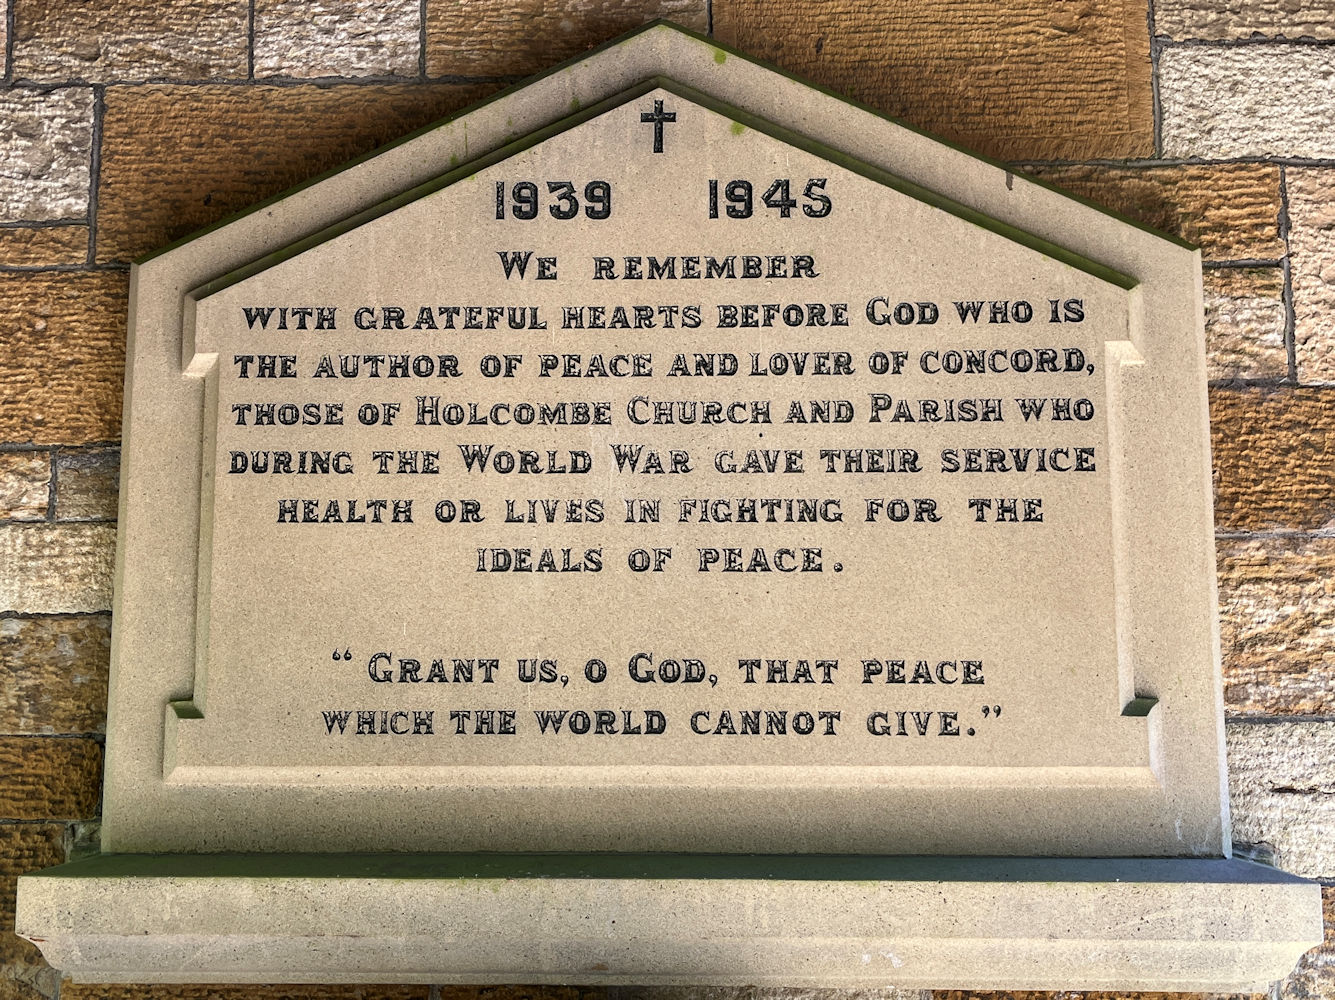 1939 1945
WE REMEMBER
WITH GRATEFUL HEARTS BEFORE GOD WHO IS
THE AUTHOR OF PEACE AND LOVER OF CONCORD,
THOSE OF HOLCOMBE CHURCH AND PARISH WHO
DURING THE WORLD WAR GAVE THEIR SERVICE
HEALTH OR LIVES IN FIGHTING FOR THE
IDEALS OF PEACE.
“GRANT US, O GOD, THAT PEACE
WHICH THE WORLD CANNOT GIVE.”